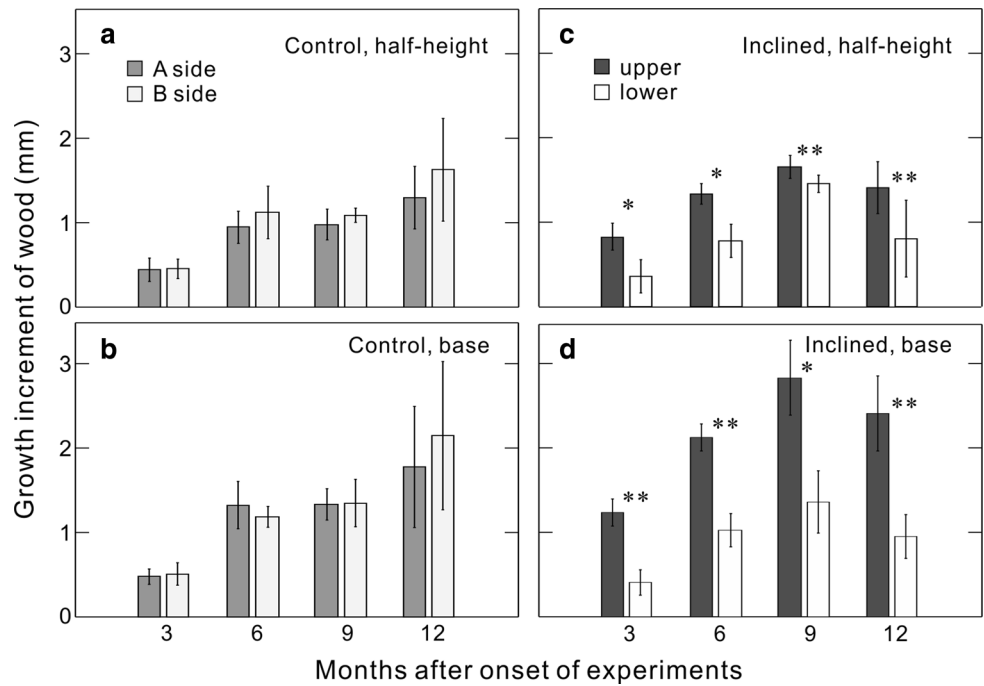 a
Control, half-height
A side
B side
3
2
1
0
c
Inclined, half-height
upper
lower
*
*
**
**
b
Control, base
3
2
1
0
3
6
9
12
d
Inclined, base
**
**
*
**
3
6
9
12
Growth increment of wood (mm)
Months after onset of experiments